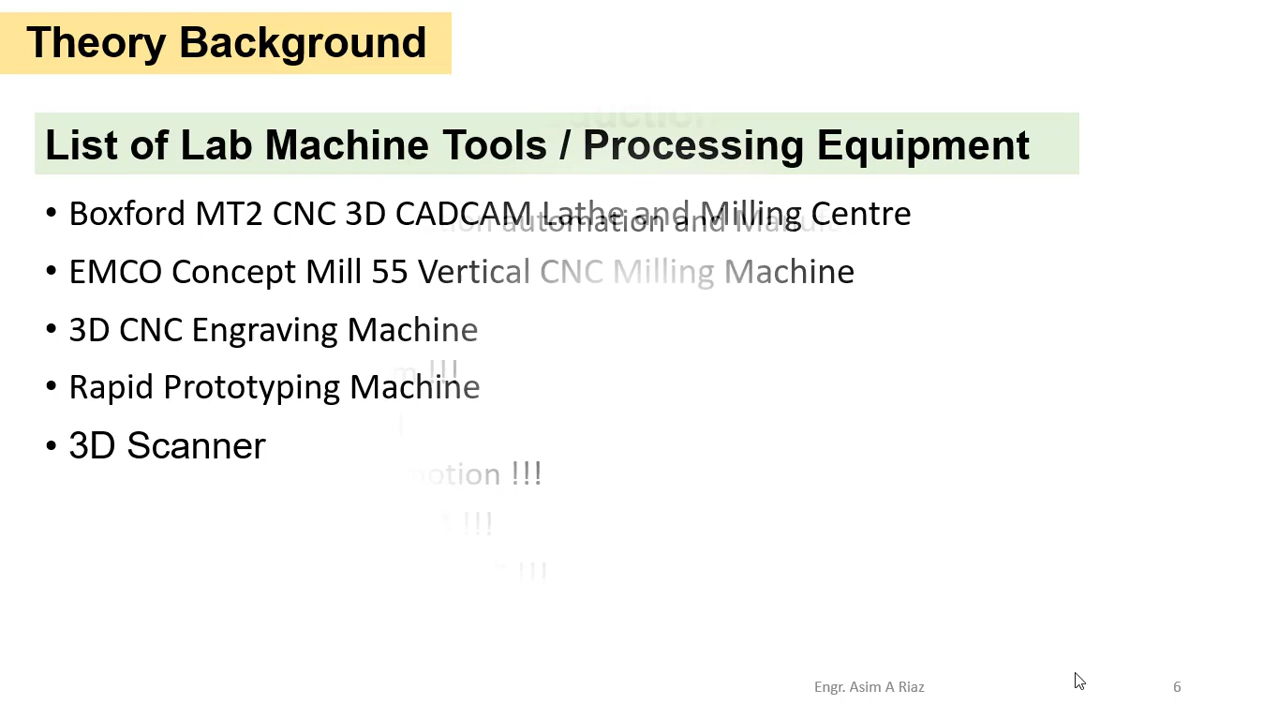 Theory Background
List of Lab Machine Tools / Processing Equipment
• Boxford MT2 CNC 3D CADCAM Lathe and Milling Centre
automation and
• EMCO Concept Mill 55 Vertical CNC Milling Machine
• 3D CNC Engraving Machine
!!!
• Rapid Prototyping Machine
• 3D Scanner
!!!
!!!
!!!
Engr. Asim A Riaz
6